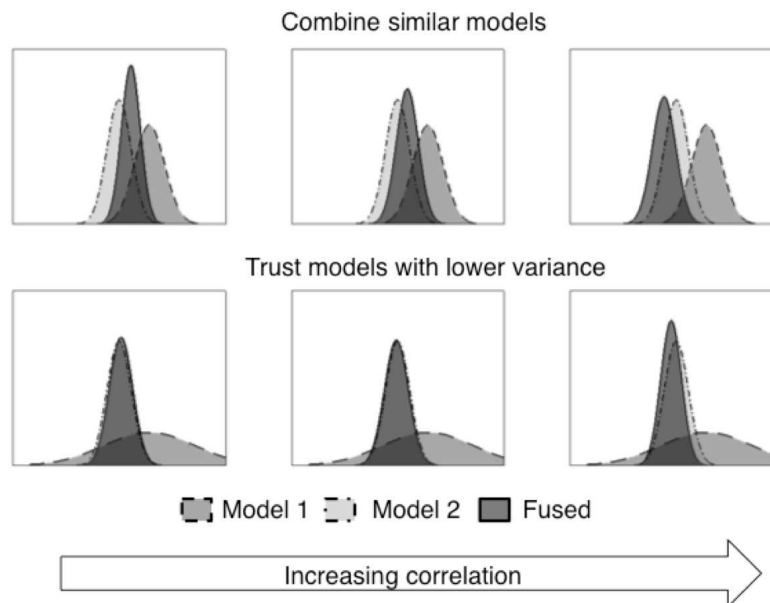 Combine similar models
Trust models with lower variance
Model 1 Model 2 Fused
Increasing correlation